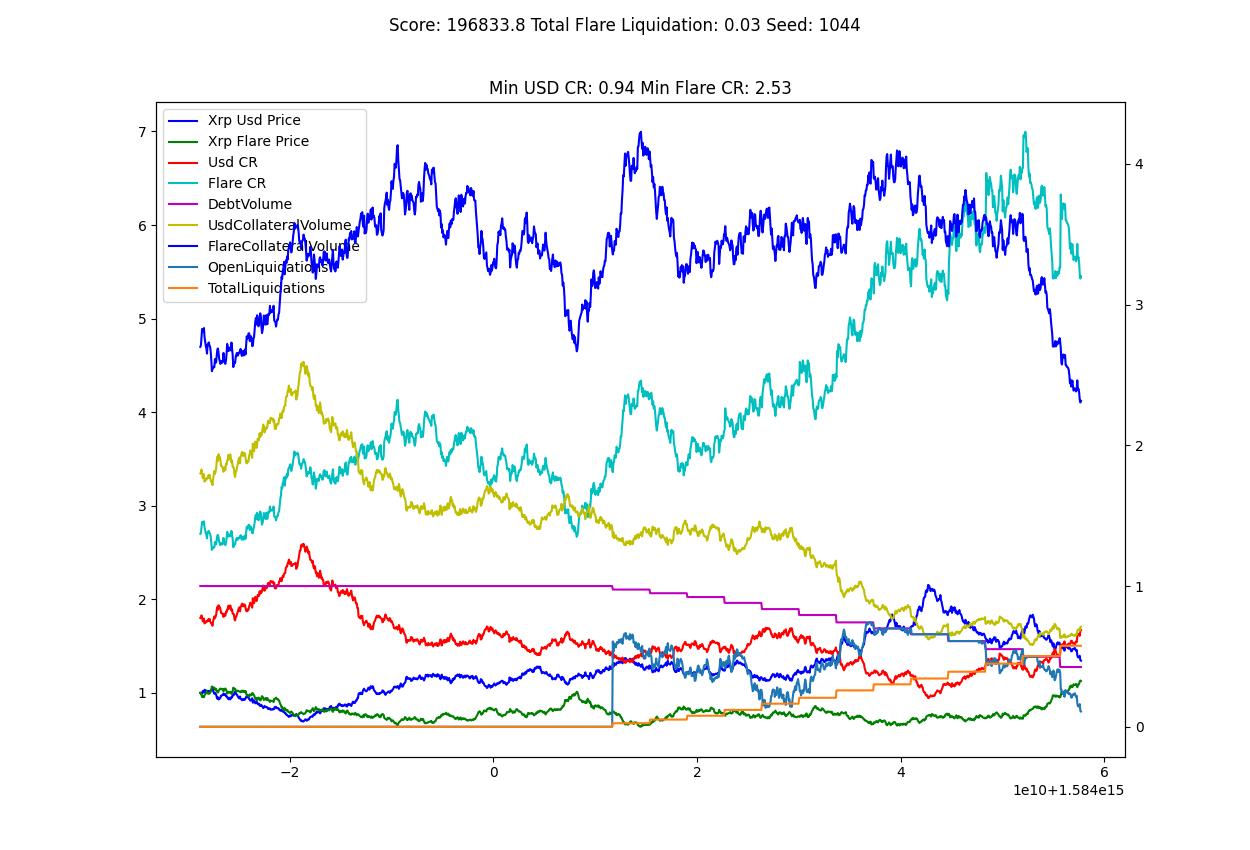 Score: 196833.8 Total Flare Liquidation: 0.03 Seed: 1044
Min USD CR: 0.94 Min Flare CR: 2.53
Xrp Usd Price
Xrp Flare Price
Usd CR
Flare CR
DebtVolume
UsdCollateralVolume
FlareCollateralVolume
OpenLiquidations
TotalLiquidations
7
6
5
4
3
2
1
4
3
2
1
0
−2
0
2
4
6
1e10+1.584e15